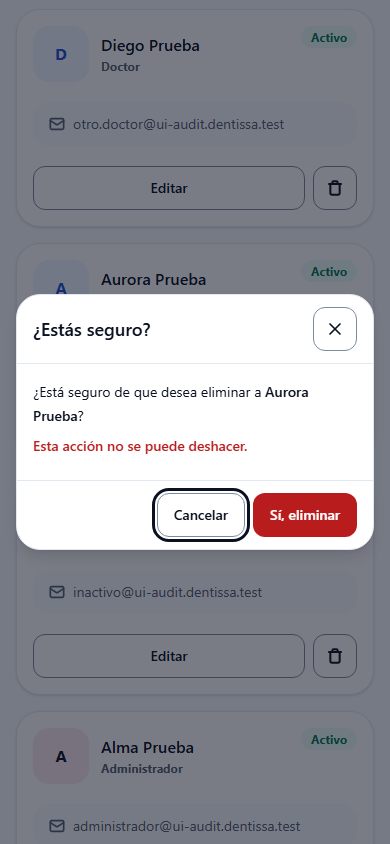 D
Diego Prueba
Activo
Doctor
otro.doctor@ui-audit.dentissa.test
Editar
A
Aurora Prueba
Activo
¿Estás seguro?
¿Está seguro de que desea eliminar a Aurora
Prueba?
Esta acción no se puede deshacer.
Cancelar
Sí, eliminar
inactivo@ui-audit.dentissa.test
Editar
A
Alma Prueba
Activo
Administrador
administrador@ui-audit.dentissa.test